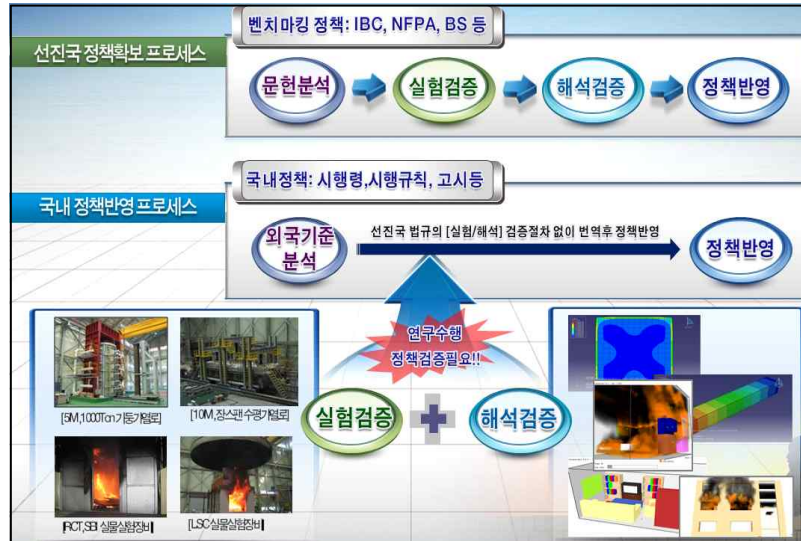 벤치마킹 정책: IBC, NFPA, BS 등
선진국 정책확보 프로세스
문헌분석
실험검증
해석검증
정책반영
국내정책: 시행령,시행규칙, 고시등
국내 정책반영 프로세스
외국기준
분석
선진국 법규의 [실험/해석] 검증절차 없이 번역후 정책반영
정책반영
연구수행
정책검증필요!!
[5M,1000Ton 기둥가열로]
[10M,장스팬 수평가열로]
실험검증
해석검증
[RCT,SBI 실물실험장비]
[LSC실물실험장비]